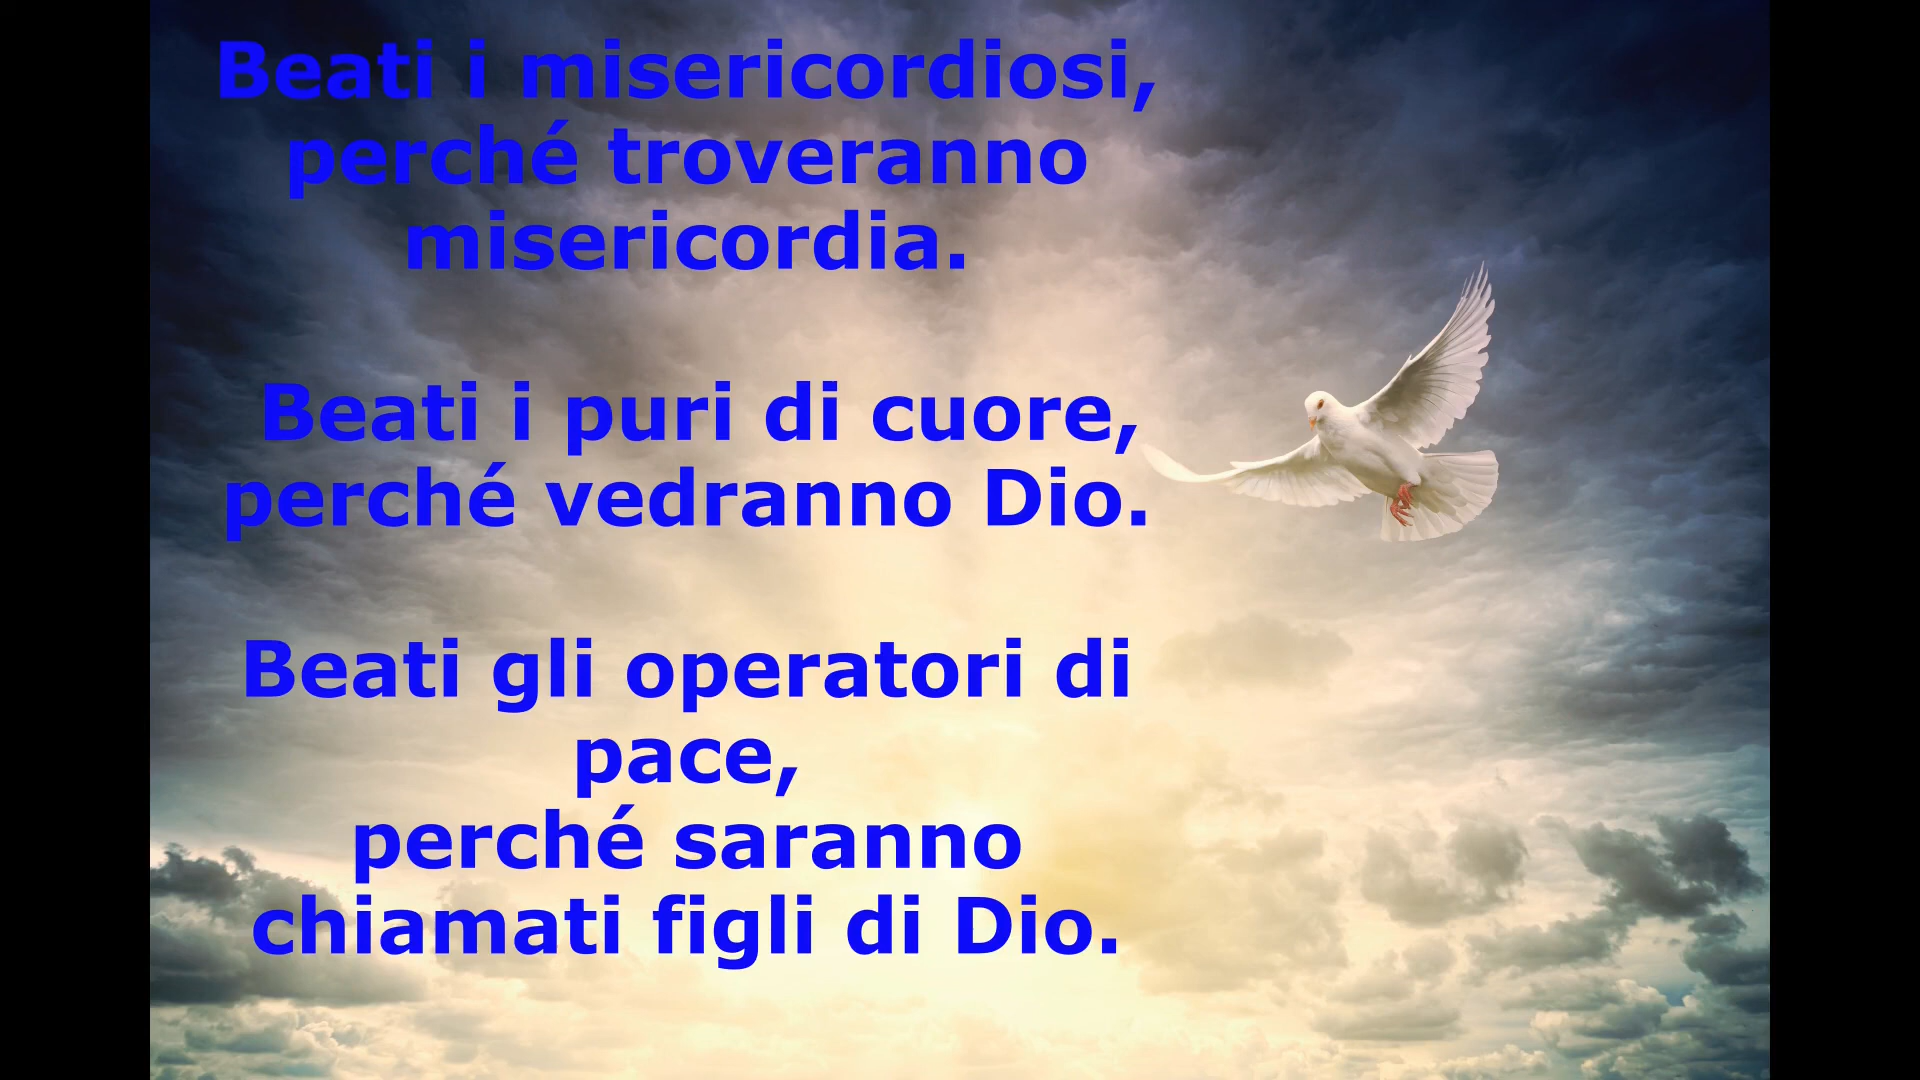 Beati i misericordiosi,
perché troveranno
misericordia.
Beati i puri di cuore,
perché vedranno Dio.
Beati gli operatori di
pace,
perché saranno
chiamati figli di Dio.